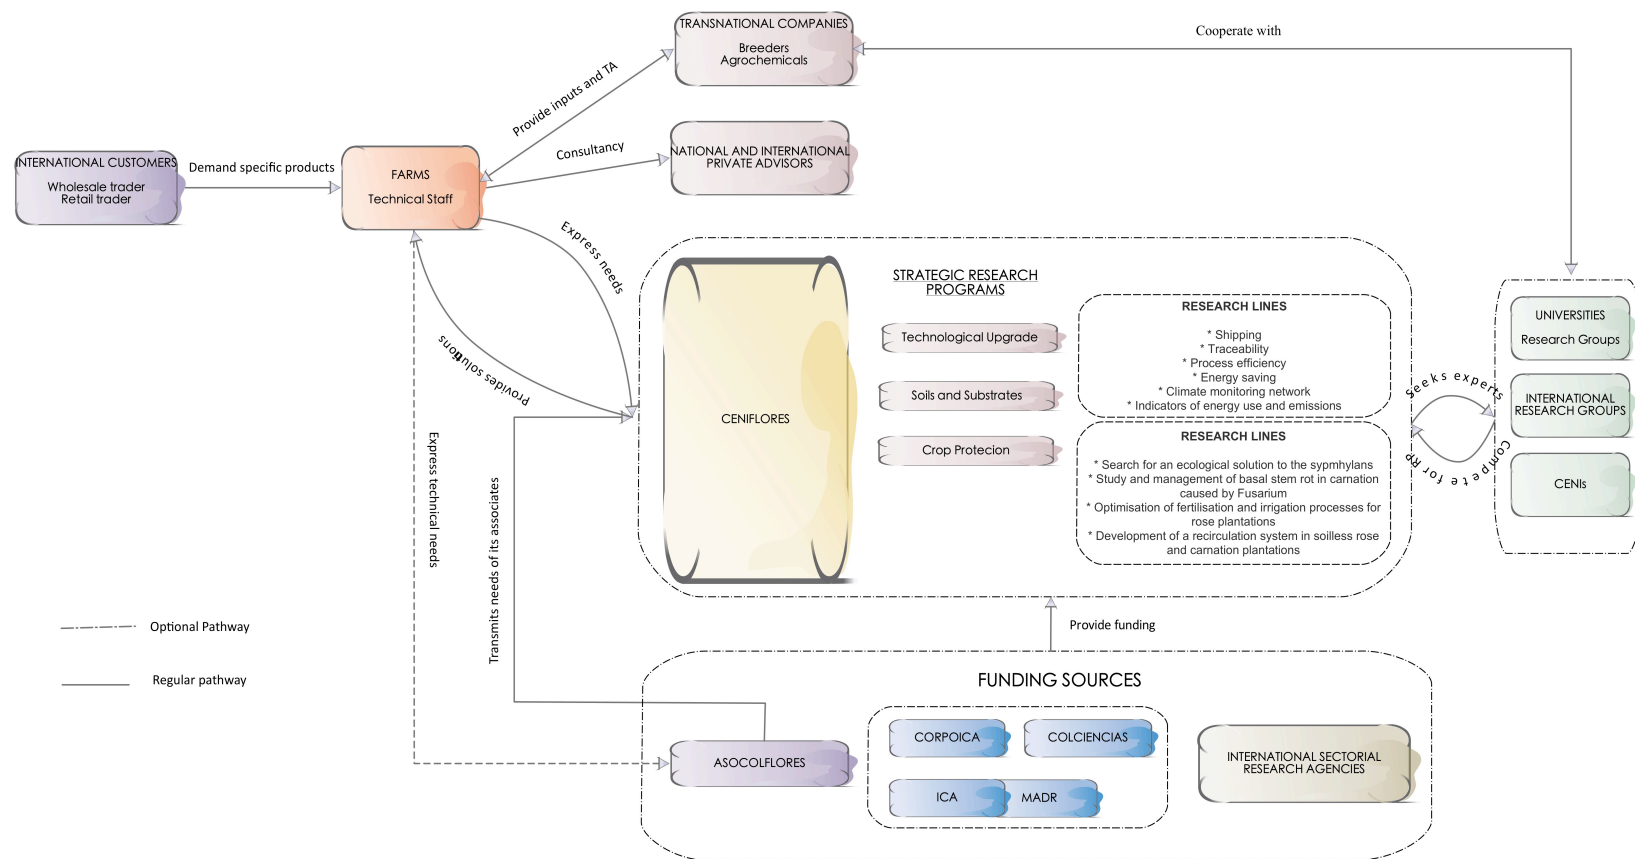 TRANSNATIONAL COMPANIES
Breeders
Agrochemicals
Cooperate with
Provide inputs and TA
NATIONAL AND INTERNATIONAL
PRIVATE ADVISORS
Consultancy
INTERNATIONAL CUSTOMERS
Wholesale trader
Retail trader
Demand specific products
FARMS
Technical Staff
Express needs
Provides solutions
Express technical needs
Transmits needs of its associates
CENIFLORES
STRATEGIC RESEARCH
PROGRAMS
Technological Upgrade
Soils and Substrates
Crop Protecion
RESEARCH LINES
* Shipping
* Traceability
* Process efficiency
* Energy saving
* Climate monitoring network
* Indicators of energy use and emissions
RESEARCH LINES
* Search for an ecological solution to the sypmhylans
* Study and management of basal stem rot in carnation
caused by Fusarium
* Optimisation of fertilisation and irrigation processes for
rose plantations
* Development of a recirculation system in soilless rose
and carnation plantations
Seeks experts
Compete for RP
UNIVERSITIES
Research Groups
INTERNATIONAL
RESEARCH GROUPS
CENIs
Optional Pathway
Regular pathway
Provide funding
FUNDING SOURCES
ASOCOLFLORES
CORPOICA
COLCIENCIAS
ICA
MADR
INTERNATIONAL SECTORIAL
RESEARCH AGENCIES